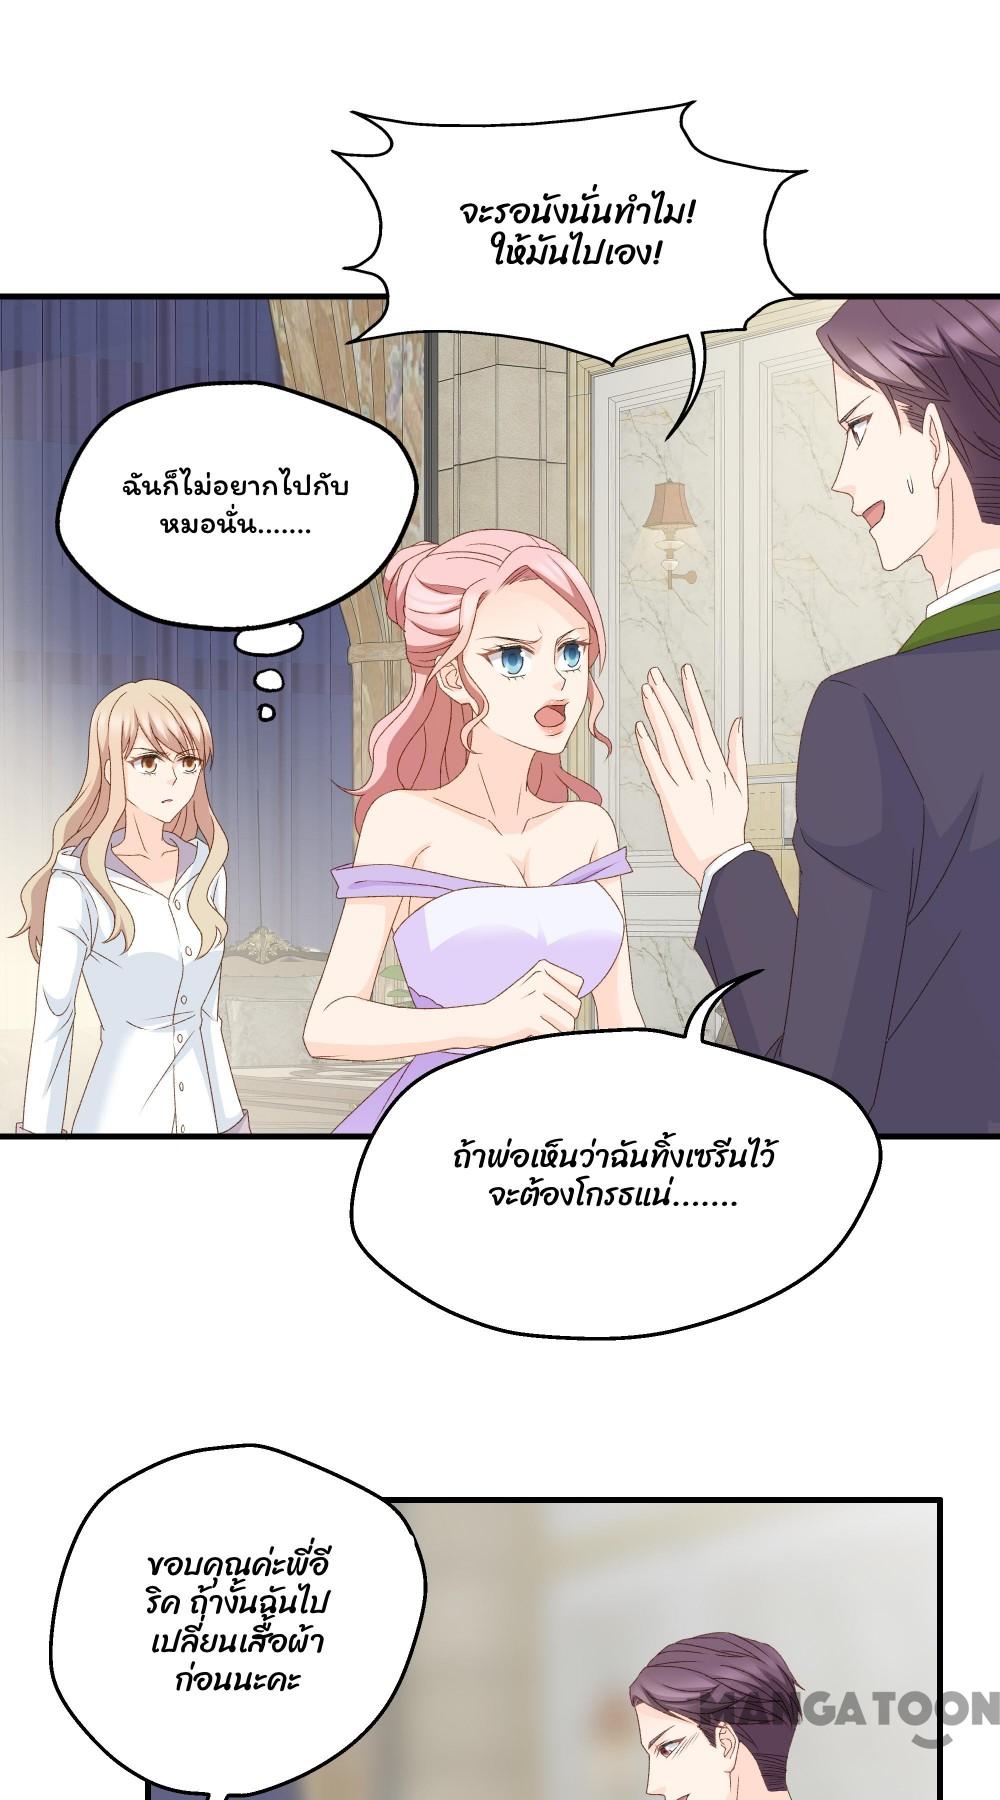 จะรอนังนั่นทำไม!
ให้มันไปเอง!
ฉันก็ไม่อยากไปกับ
หมอนั่น.......
ถ้าพ่อเห็นว่าฉันทิ้งเซรีนไว้
จะต้องโกรธแน่.......
ขอบคุณค่ะพี่อี
ริค ถ้างั้นฉันไป
เปลี่ยนเสื้อผ้า
ก่อนนะคะ
MANGATOON